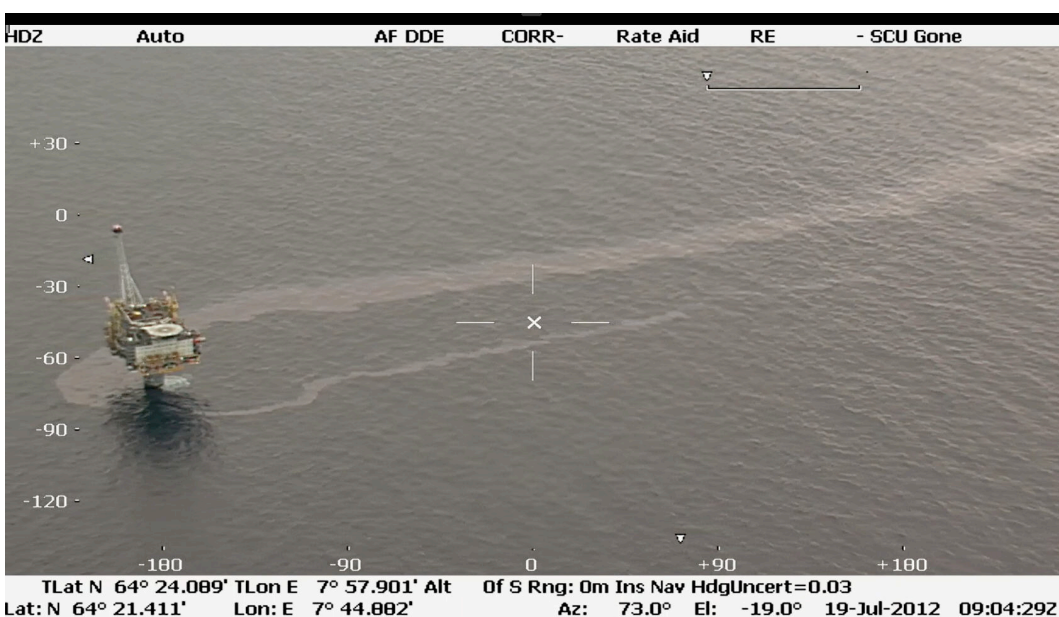 HDZ Auto AF DDE CORR- Rate Aid RE - SCU Gone
+30
0
-30
-60
-90
-120
-180 -90 0 +90 +180
TLat N 64° 24.089' TLon E 7° 57.901' Alt 0f S Rng: 0m Ins Nav HdgUncert=0.03
Lat: N 64° 21.411' Lon: E 7° 44.882' Az: 73.0° El: -19.0° 19-Jul-2012 09:04:29Z